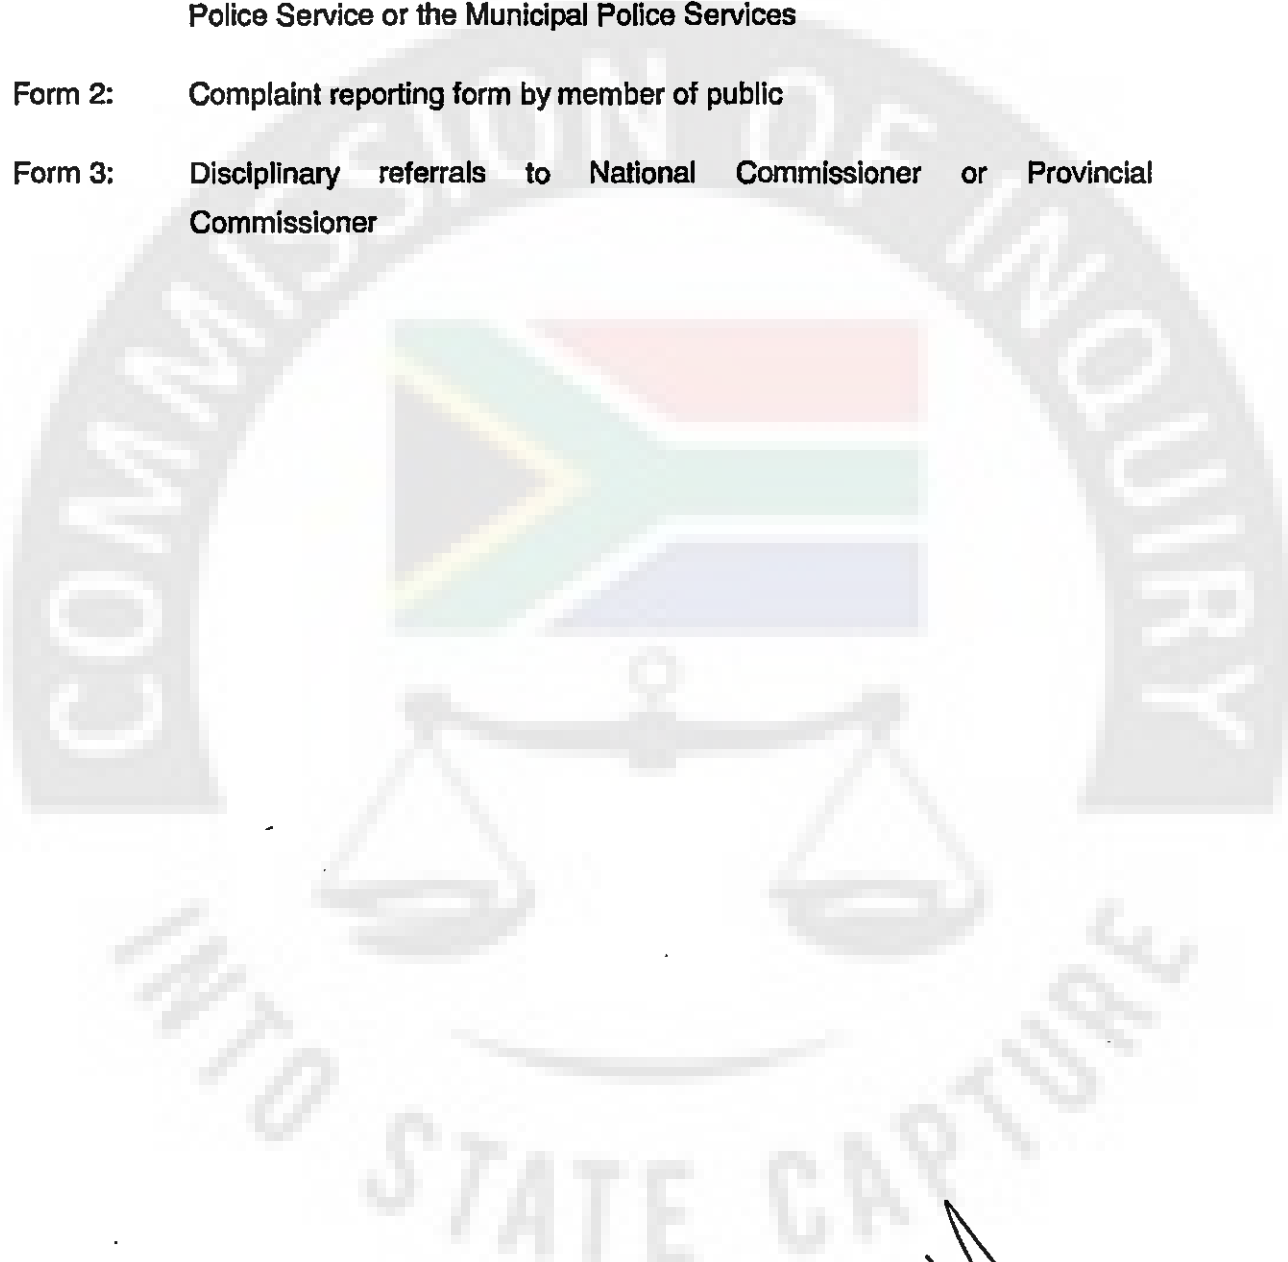 Police Service or the Municipal Police Services
Form 2: Complaint reporting form by member of public
Form 3: Disciplinary referrals to National Commissioner or Provincial
Commissioner
COMMISSION OF INQUIRY
INTO STATE CAPTURE